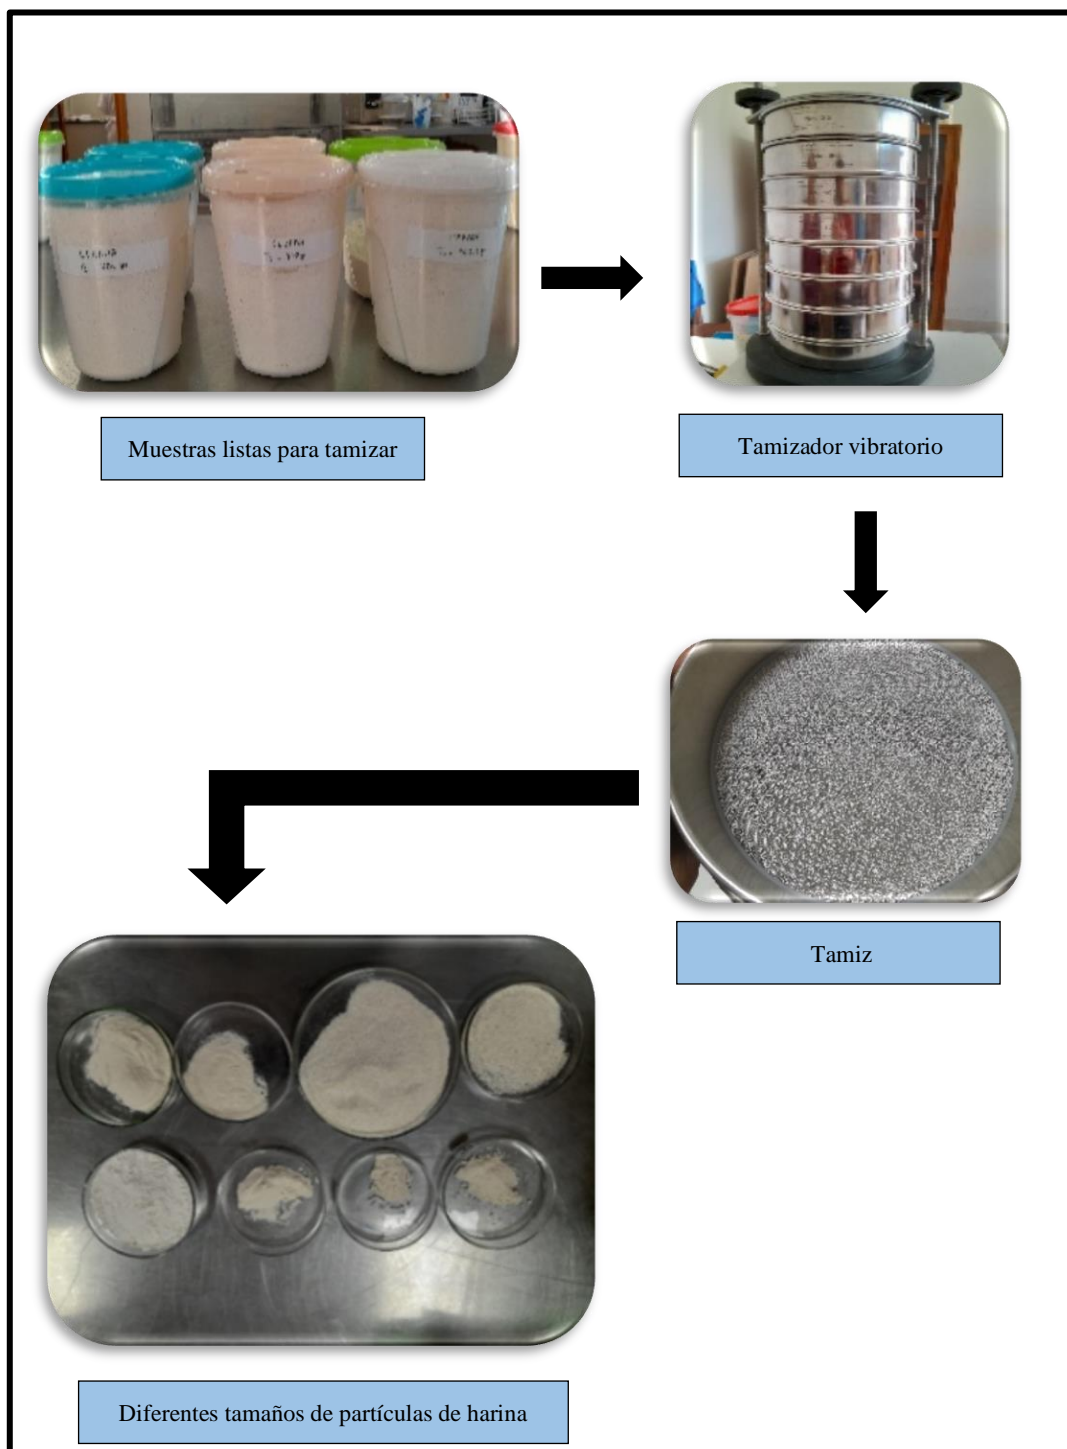 Muestras listas para tamizar
Tamizador vibratorio
Tamiz
Diferentes tamaños de partículas de harina